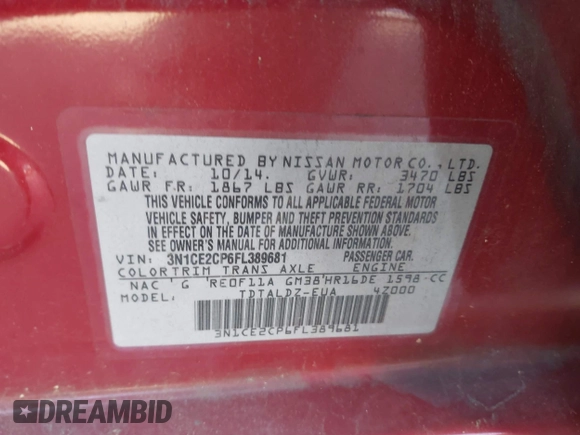 MANUFACTURED BY NISSAN MOTOR CO., LTD.
DATE: 10/14. GVWR: 3470 LBS
GAWR FR: 1867 LBS GAWR RR: 1704 LBS
THIS VEHICLE CONFORMS TO ALL APPLICABLE FEDERAL MOTOR
VEHICLE SAFETY, BUMPER AND THEFT PREVENTION STANDARDS
IN EFFECT ON THE DATE OF MANUFACTURE SHOWN ABOVE.
SEE OWNER'S MANUAL FOR ADDITIONAL INFORMATION.
VIN: 3N1CE2CP6FL389681 PASSENGER CAR.
COLOR TRIM TRANS AXLE ENGINE
NAC ' G 'RE0F11A GM38'HR16DE 1598-CC
TDTALDZ-EUA 4Z000
3N1CE2CP6FL389681
DREAMBID